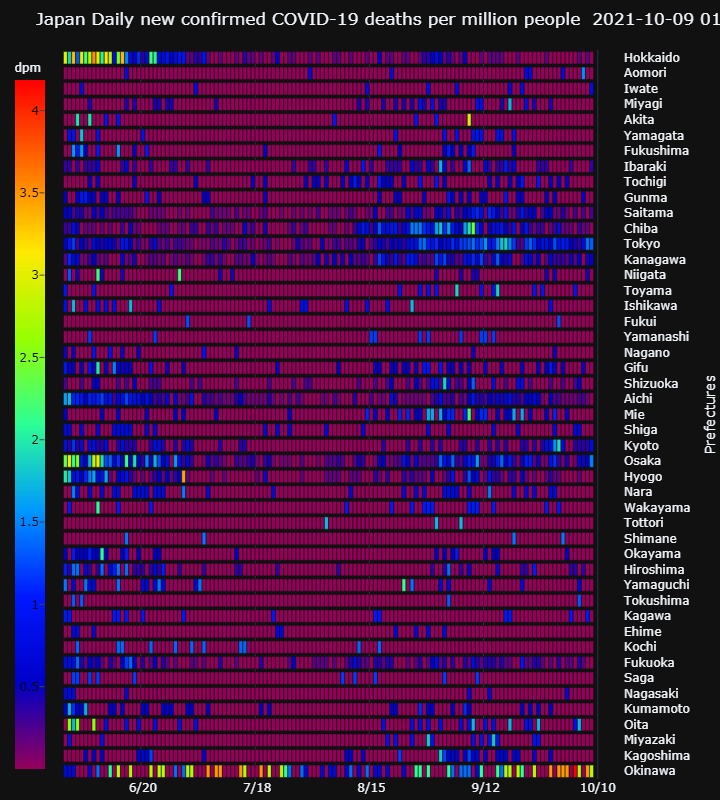 Japan Daily new confirmed COVID-19 deaths per million people 2021-10-09 01
dpm
4
3.5
3
2.5
2
1.5
1
0.5
Hokkaido
Aomori
Iwate
Miyagi
Akita
Yamagata
Fukushima
Ibaraki
Tochigi
Gunma
Saitama
Chiba
Tokyo
Kanagawa
Niigata
Toyama
Ishikawa
Fukui
Yamanashi
Nagano
Gifu
Shizuoka
Aichi
Mie
Shiga
Kyoto
Osaka
Hyogo
Nara
Wakayama
Tottori
Shimane
Okayama
Hiroshima
Yamaguchi
Tokushima
Kagawa
Ehime
Kochi
Fukuoka
Saga
Nagasaki
Kumamoto
Oita
Miyazaki
Kagoshima
Okinawa
Prefectures
6/20 7/18 8/15 9/12 10/10